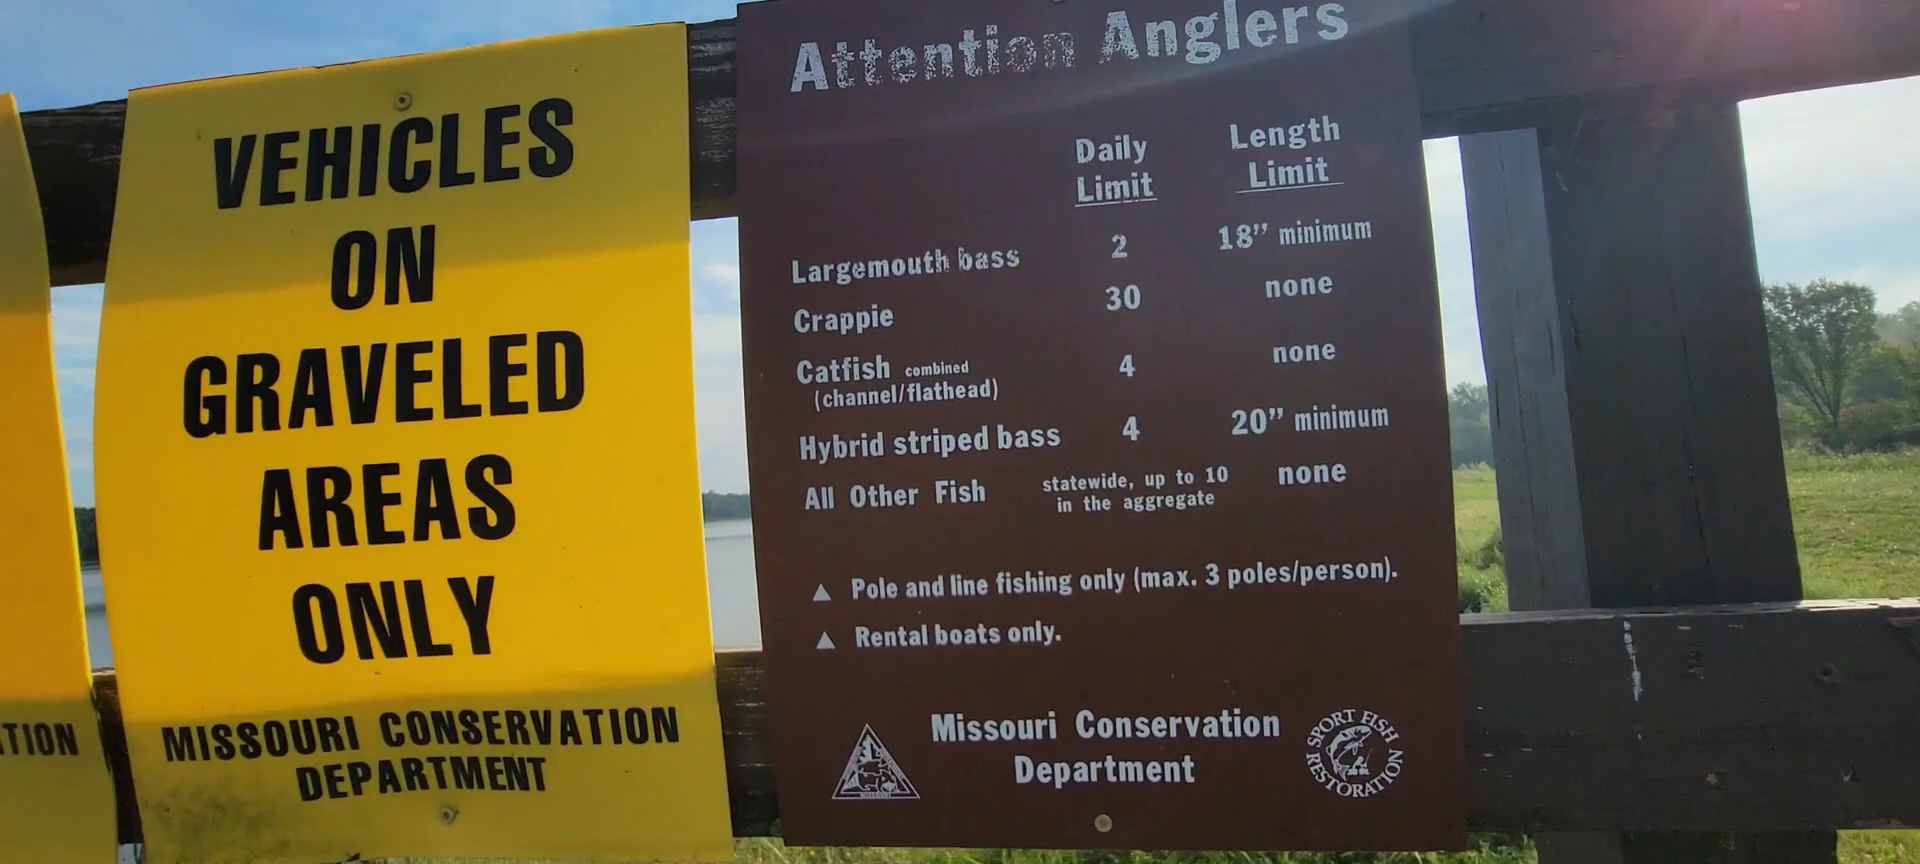 VEHICLES
ON
GRAVELED
AREAS
ONLY
MISSOURI CONSERVATION
DEPARTMENT
TION
Attention Anglers
Daily Limit Length Limit
Largemouth bass 2 18” minimum
Crappie 30 none
Catfish combined (channel/flathead) 4 none
Hybrid striped bass 4 20” minimum
All Other Fish statewide, up to 10 in the aggregate none
▲ Pole and line fishing only (max. 3 poles/person).
▲ Rental boats only.
Missouri Conservation
Department
MISSOURI
SPORT FISH RESTORATION